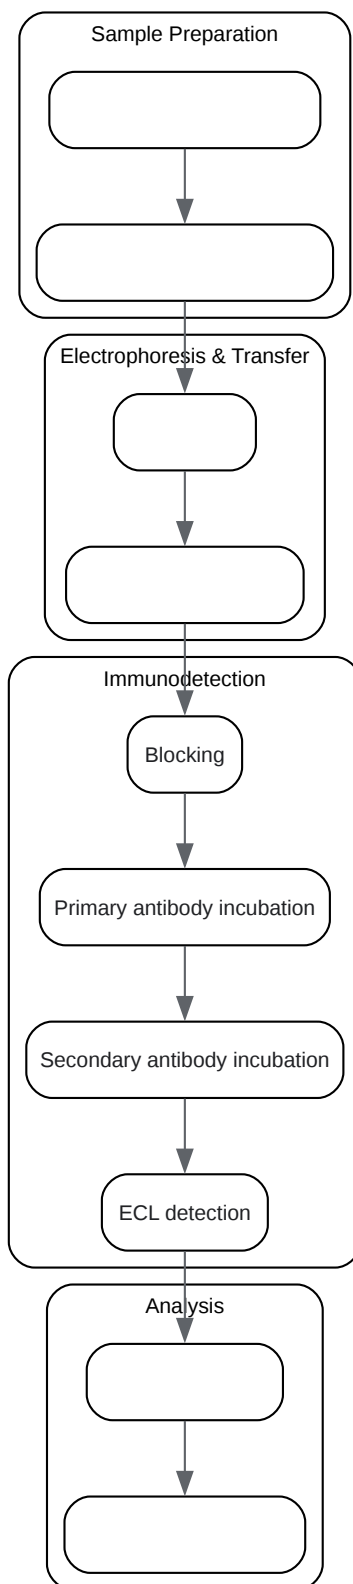 Sample Preparation
Electrophoresis & Transfer
Immunodetection
Blocking
Primary antibody incubation
Secondary antibody incubation
ECL detection
Analysis